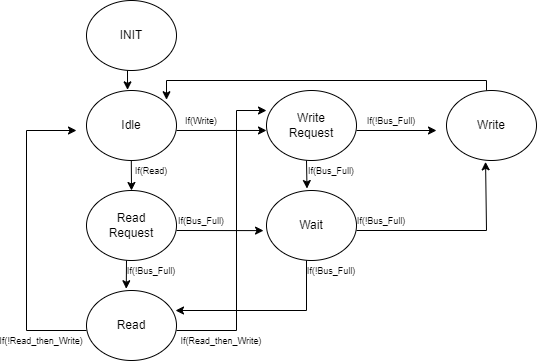 INIT
Idle
If(Write)
Write
Request
If(!Bus_Full)
Write
If(Read)
If(Bus_Full)
Read
Request
If(Bus_Full)
Wait
If(!Bus_Full)
If(!Bus_Full)
If(!Bus_Full)
Read
If(!Read_then_Write)
If(Read_then_Write)